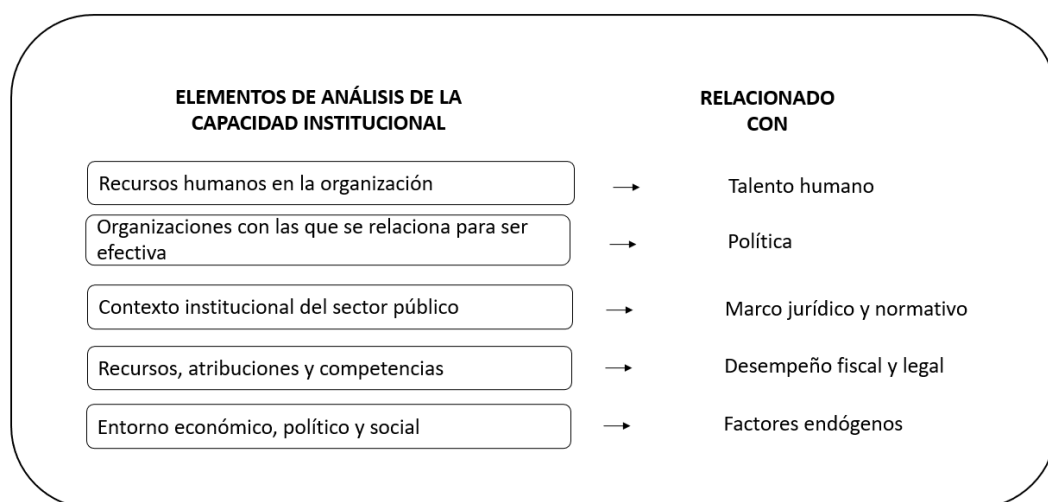 ELEMENTOS DE ANÁLISIS DE LA
CAPACIDAD INSTITUCIONAL
RELACIONADO
CON
Recursos humanos en la organización
Talento humano
Organizaciones con las que se relaciona para ser
efectiva
Política
Contexto institucional del sector público
Marco jurídico y normativo
Recursos, atribuciones y competencias
Desempeño fiscal y legal
Entorno económico, político y social
Factores endógenos